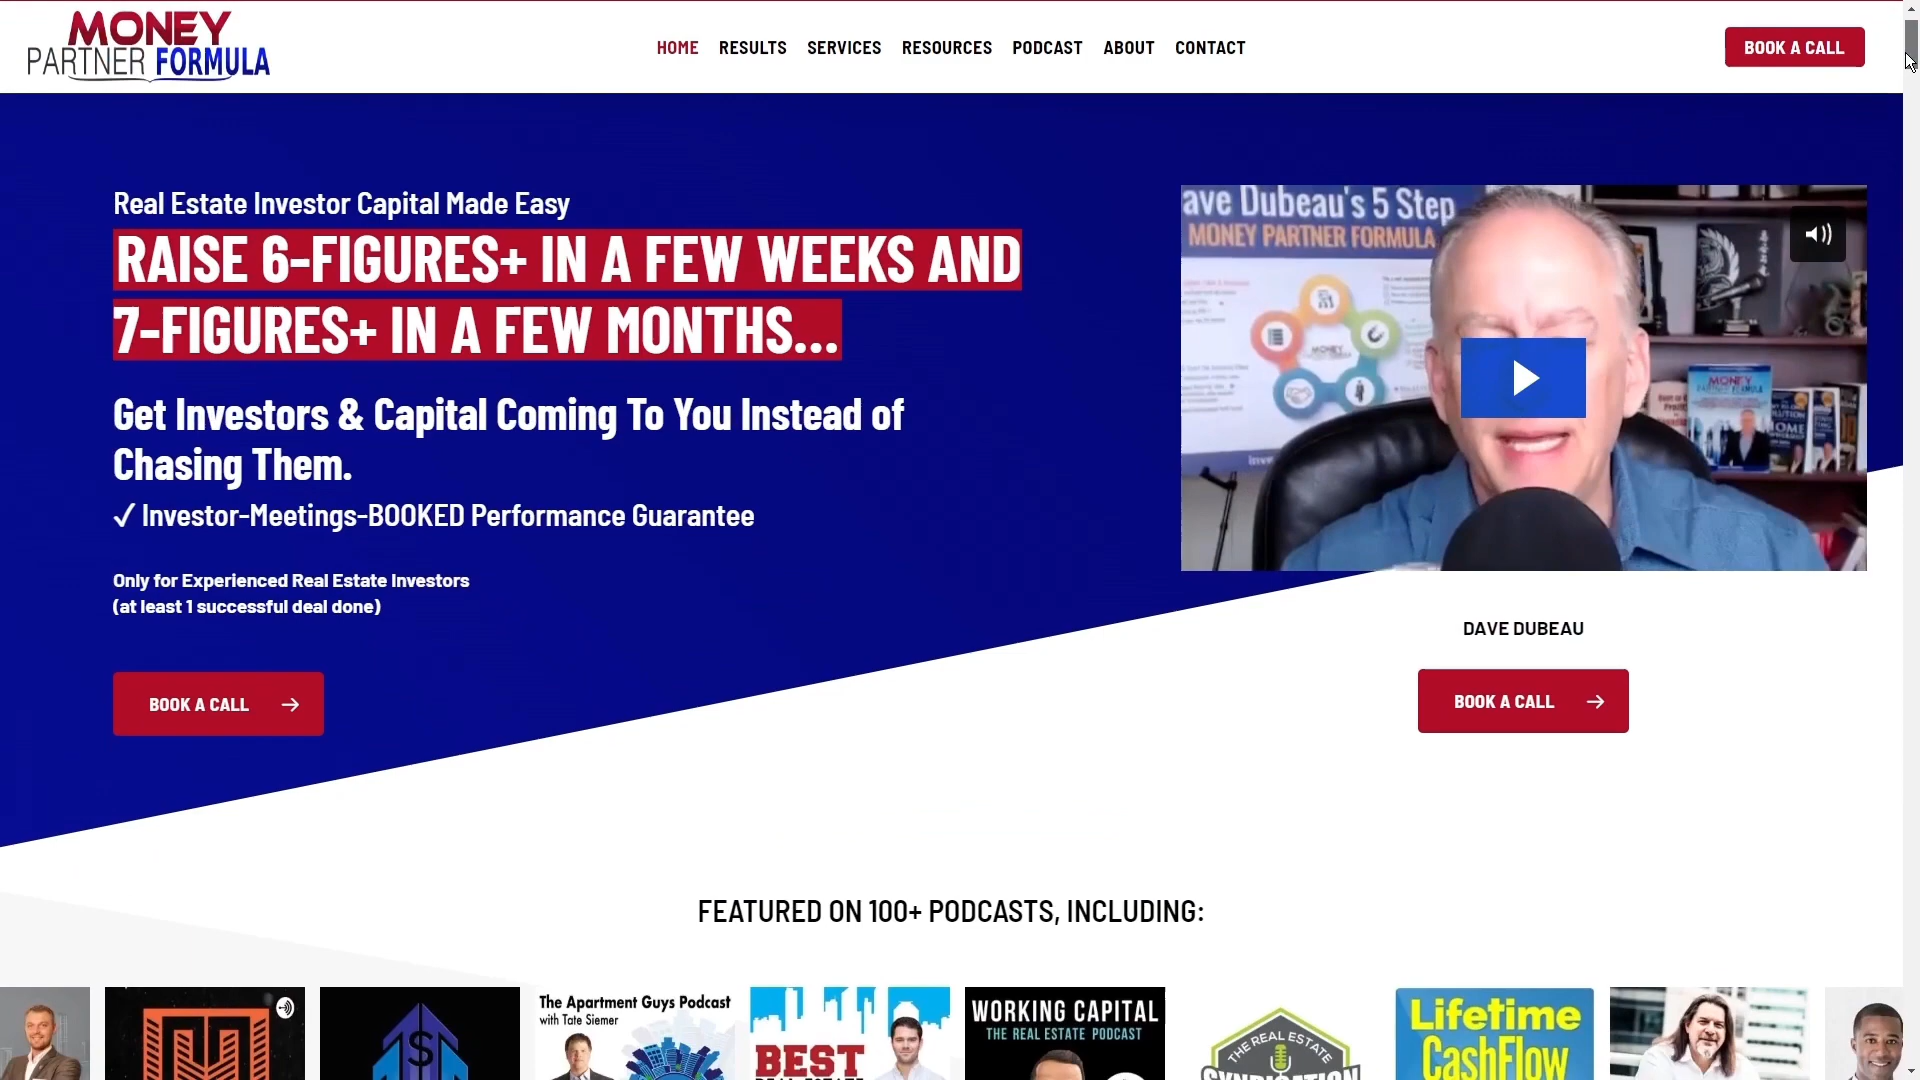 MONEY
PARTNER FORMULA
HOME RESULTS SERVICES RESOURCES PODCAST ABOUT CONTACT
BOOK A CALL
Real Estate Investor Capital Made Easy
RAISE 6-FIGURES+ IN A FEW WEEKS AND
7-FIGURES+ IN A FEW MONTHS...
Get Investors & Capital Coming To You Instead of
Chasing Them.
✓ Investor-Meetings-BOOKED Performance Guarantee
Only for Experienced Real Estate Investors
(at least 1 successful deal done)
BOOK A CALL
ave Dubeau's 5 Step
MONEY PARTNER FORMULA
MONEY
HOME
DAVE DUBEAU
BOOK A CALL
FEATURED ON 100+ PODCASTS, INCLUDING:
The Apartment Guys Podcast
with Tate Siemer
BEST
WORKING CAPITAL
THE REAL ESTATE PODCAST
THE REAL ESTATE
SYNDICATION
Lifetime
CashFlow